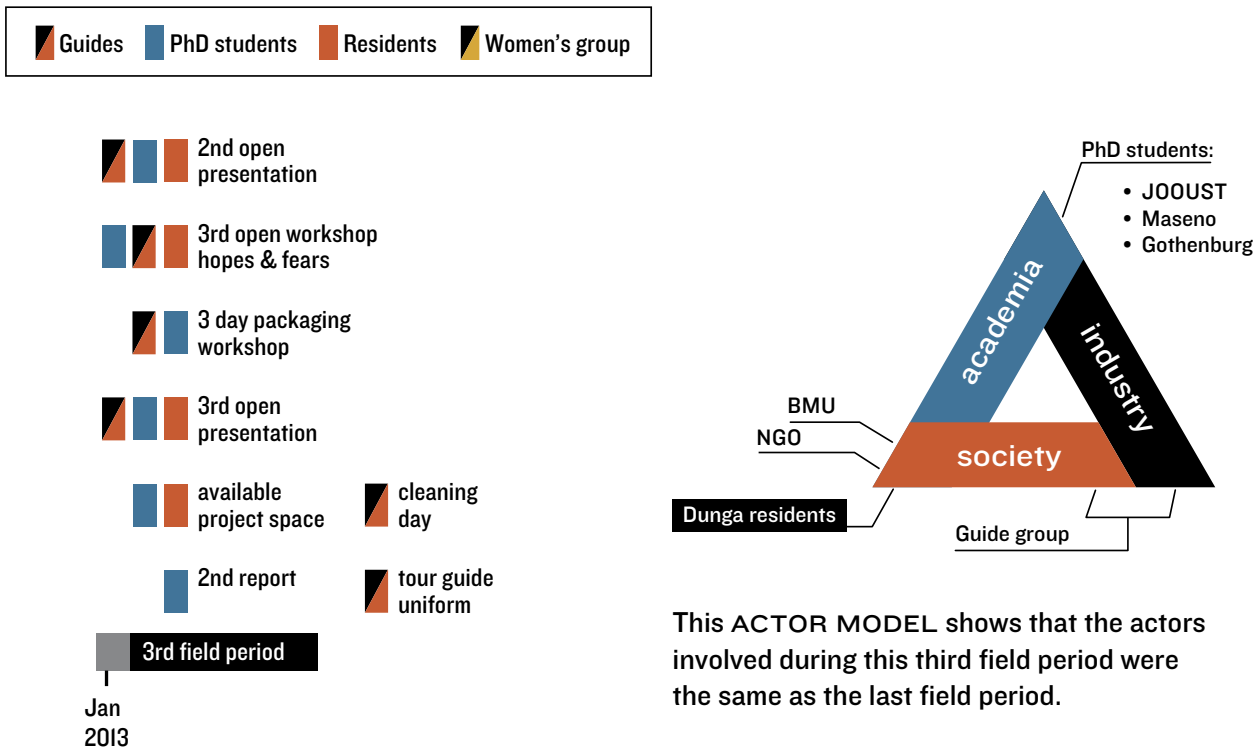 Guides
PhD students
Residents
Women's group
2nd open
presentation
3rd open workshop
hopes & fears
3 day packaging
workshop
3rd open
presentation
available
project space
cleaning
day
2nd report
tour guide
uniform
3rd field period
Jan
2013
PhD students:
• JOOUST
• Maseno
• Gothenburg
academia
industry
society
BMU
NGO
Dunga residents
Guide group
This ACTOR MODEL shows that the actors
involved during this third field period were
the same as the last field period.